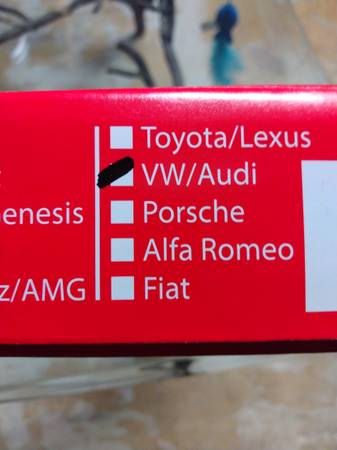 Toyota/Lexus
VW/Audi
enesis Porsche
Alfa Romeo
z/AMG Fiat